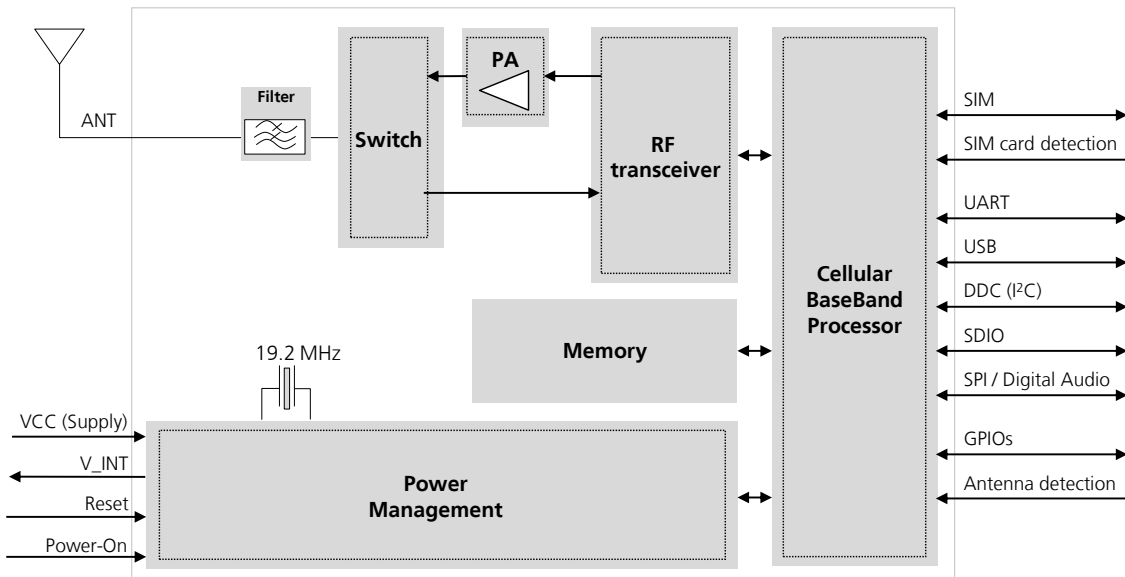 ANT
Filter
Switch
PA
RF
transceiver
Cellular
BaseBand
Processor
Memory
19.2 MHz
Power
Management
VCC (Supply)
V_INT
Reset
Power-On
SIM
SIM card detection
UART
USB
DDC (I²C)
SDIO
SPI / Digital Audio
GPIOs
Antenna detection